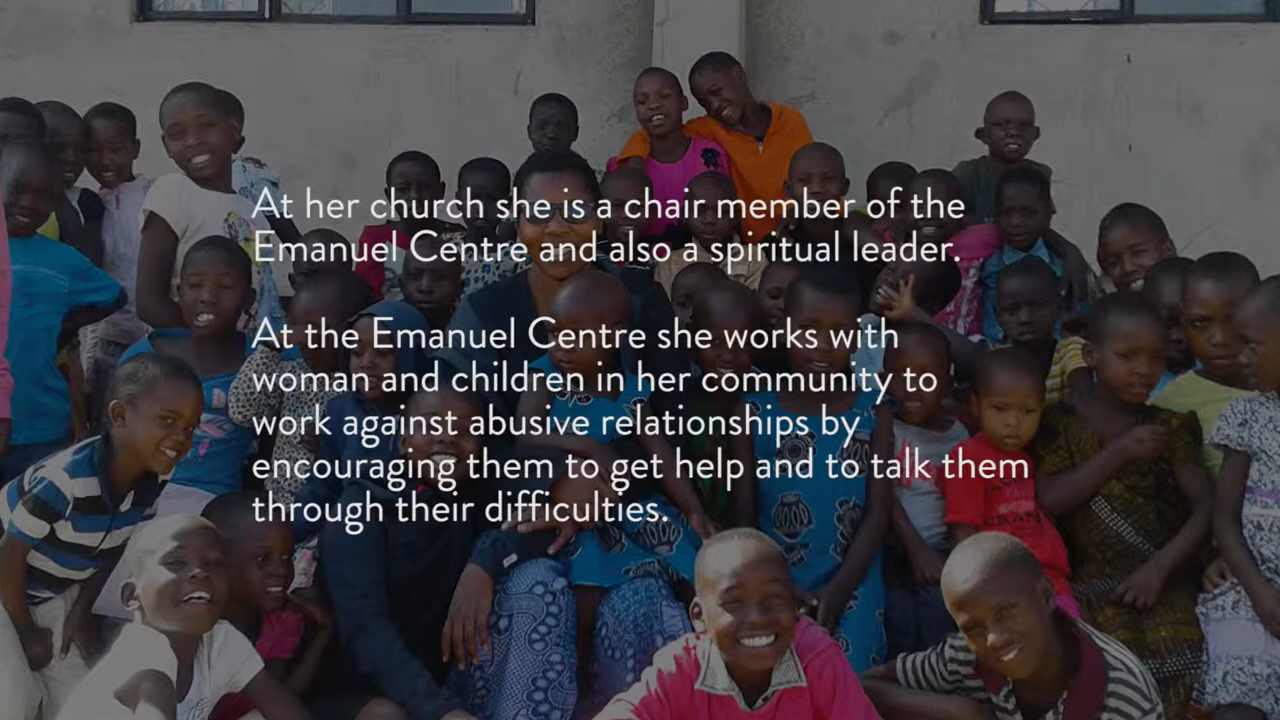 At her church she is a chair member of the
Emanuel Centre and also a spiritual leader.
At the Emanuel Centre she works with
woman and children in her community to
work against abusive relationships by
encouraging them to get help and to talk them
through their difficulties.